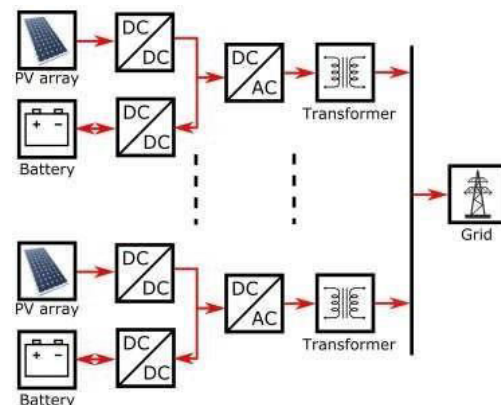 DC
DC
PV array
DC
AC
Transformer
DC
DC
+ −
Battery
Grid
DC
DC
PV array
DC
AC
Transformer
DC
DC
+ −
Battery